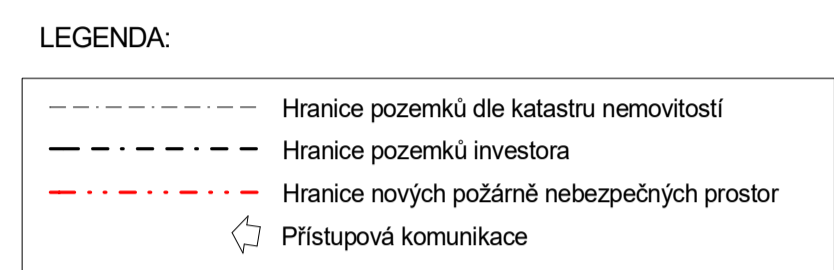 LEGENDA:
Hranice pozemků dle katastru nemovitostí
Hranice pozemků investora
Hranice nových požárně nebezpečných prostor
Přístupová komunikace